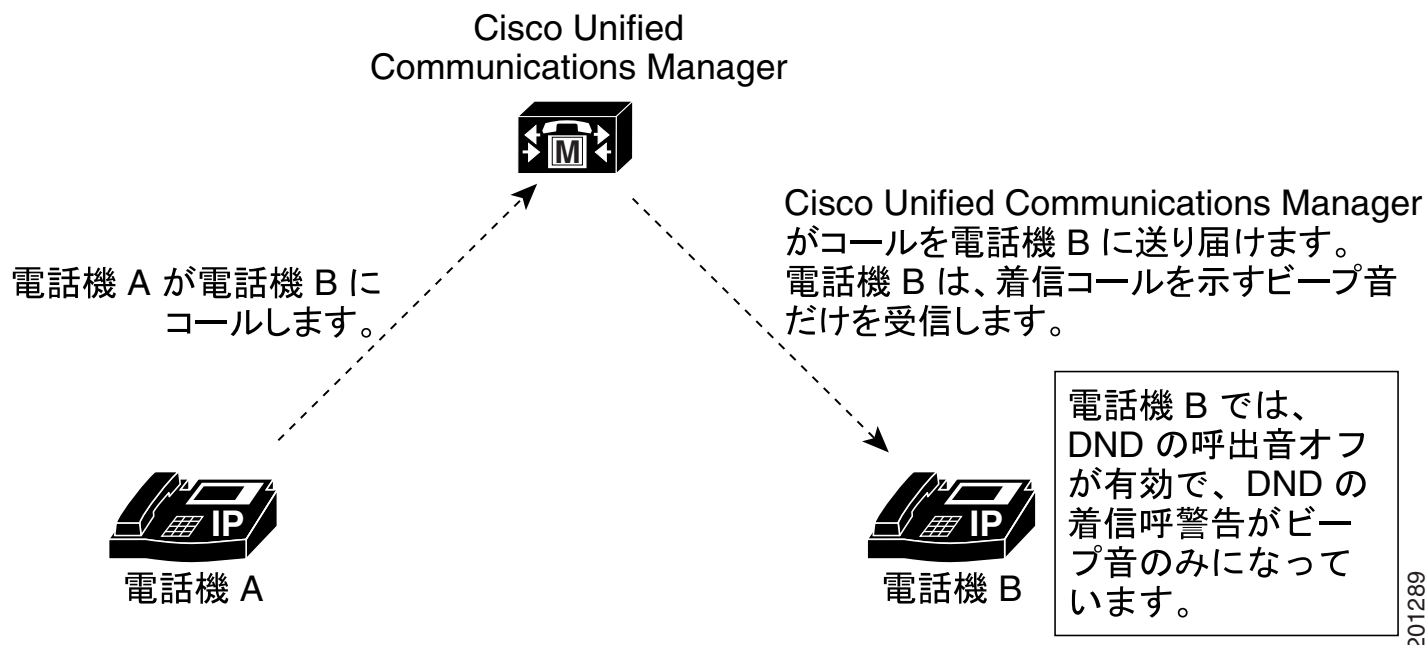 Cisco Unified
Communications Manager
M
Cisco Unified Communications Manager
がコールを電話機 B に送り届けます。
電話機 B は、着信コールを示すビープ音
だけを受信します。
電話機 A が電話機 B に
コールします。
電話機 B では、
DND の呼出音オフ
が有効で、DND の
着信呼警告がビー
プ音のみになって
います。
IP
電話機 A
IP
電話機 B
201289